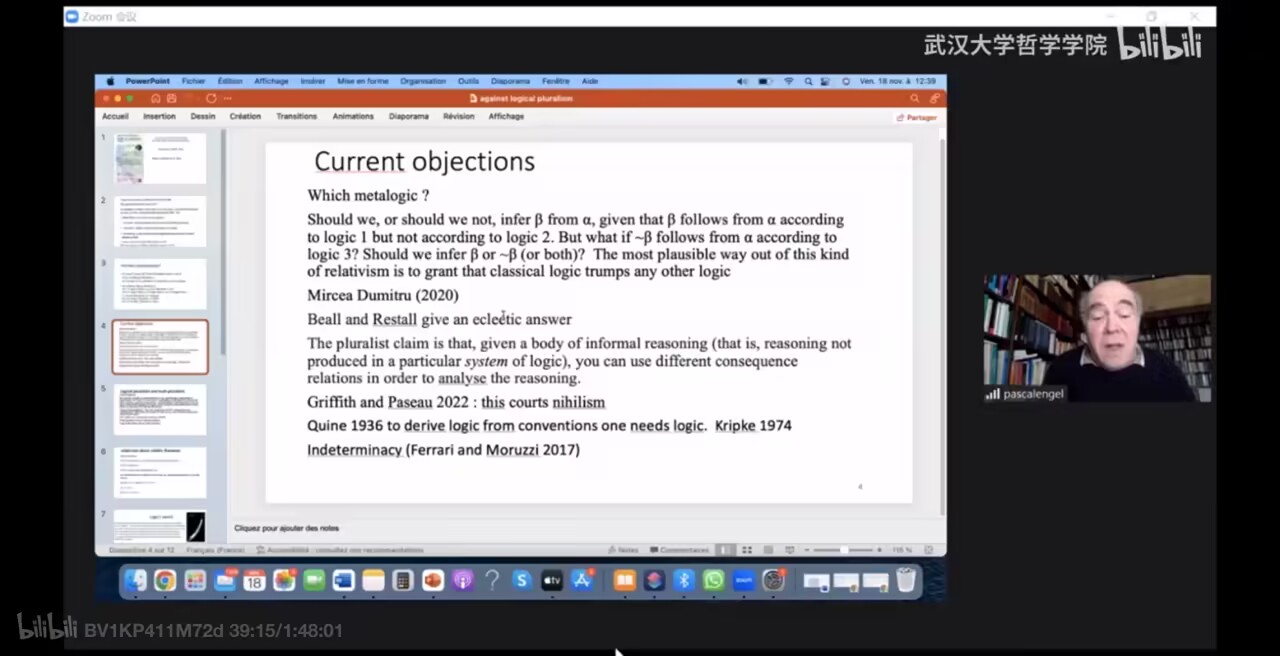 Zoom 会议
武汉大学哲学学院 bilibili
PowerPoint Fichier Édition Affichage Insérer Mise en forme Organisation Outils Diaporama Fenêtre Aide Ven. 18 nov. à 12:39
against logical pluralism
Accueil Insertion Dessin Création Transitions Animations Diaporama Révision Affichage Partager
1
2
3
4
5
6
7
Current objections
Which metalogic ?
Should we, or should we not, infer β from α, given that β follows from α according
to logic 1 but not according to logic 2. But what if ~β follows from α according to
logic 3? Should we infer β or ~β (or both)? The most plausible way out of this kind
of relativism is to grant that classical logic trumps any other logic
Mircea Dumitru (2020)
Beall and Restall give an eclectic answer
The pluralist claim is that, given a body of informal reasoning (that is, reasoning not
produced in a particular system of logic), you can use different consequence
relations in order to analyse the reasoning.
Griffith and Paseau 2022 : this courts nihilism
Quine 1936 to derive logic from conventions one needs logic. Kripke 1974
Indeterminacy (Ferrari and Moruzzi 2017)
4
pascalengel
Cliquez pour ajouter des notes
Diapositive 4 sur 12 Français (France) Accessibilité : consultez nos recommandations Notes Commentaires 115 %
18
tv
zoom
bilibili BV1KP411M72d 39:15/1:48:01